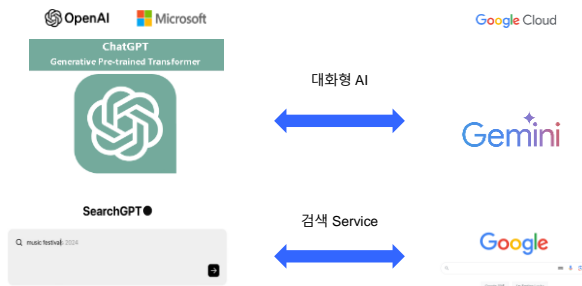 OpenAI Microsoft
Google Cloud
ChatGPT
Generative Pre-trained Transformer
대화형 AI
Gemini
SearchGPT
검색 Service
music festival 2024
Google